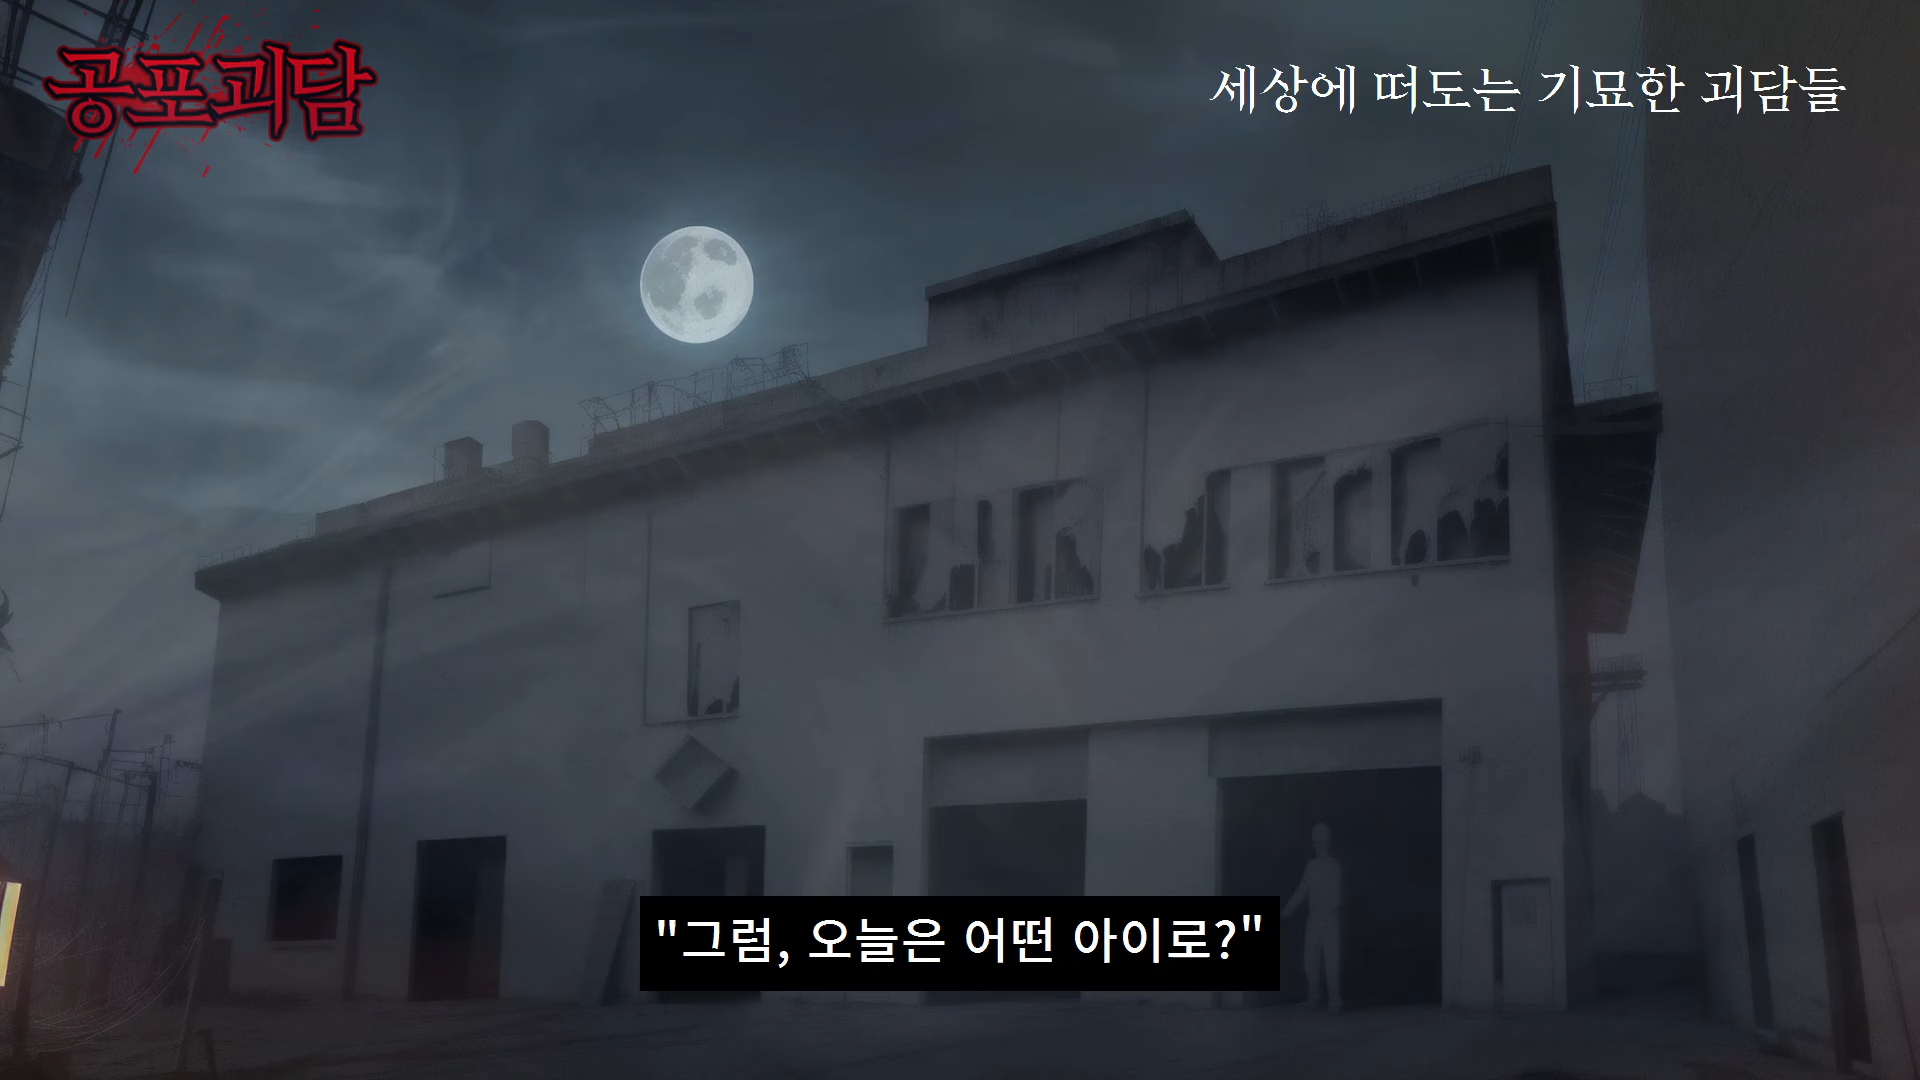 공포괴담
세상에 떠도는 기묘한 괴담들
"그럼, 오늘은 어떤 아이로?"